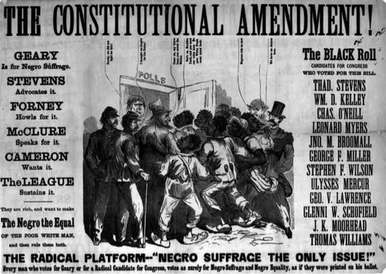 THE CONSTITUTIONAL AMENDMENT!
GEARY
Is for Negro Suffrage.
STEVENS
Advocates it.
FORNEY
Howls for it.
McCLURE
Speaks for it.
CAMERON
Wants it.
The LEAGUE
Sustains it.
They are rich, and want to make
The Negro the Equal
OF THE POOR WHITE MAN,
and then rule them both.
POLLS
The BLACK Roll
CANDIDATES FOR CONGRESS
WHO VOTED FOR THIS BILL.
THAD. STEVENS
WM. D. KELLEY
CHAS. O'NEILL
LEONARD MYERS
JNO. M. BROOMALL
GEORGE F. MILLER
STEPHEN F. WILSON
ULYSSES MERCUR
GEO. V. LAWRENCE
GLENNI W. SCHOFIELD
J. K. MOORHEAD
THOMAS WILLIAMS
THE RADICAL PLATFORM--"NEGRO SUFFRAGE THE ONLY ISSUE!"
Every man who votes for Geary or for a Radical Candidate for Congress, votes as surely for Negro Suffrage and Negro Equality, as if they were printed on his ballot.